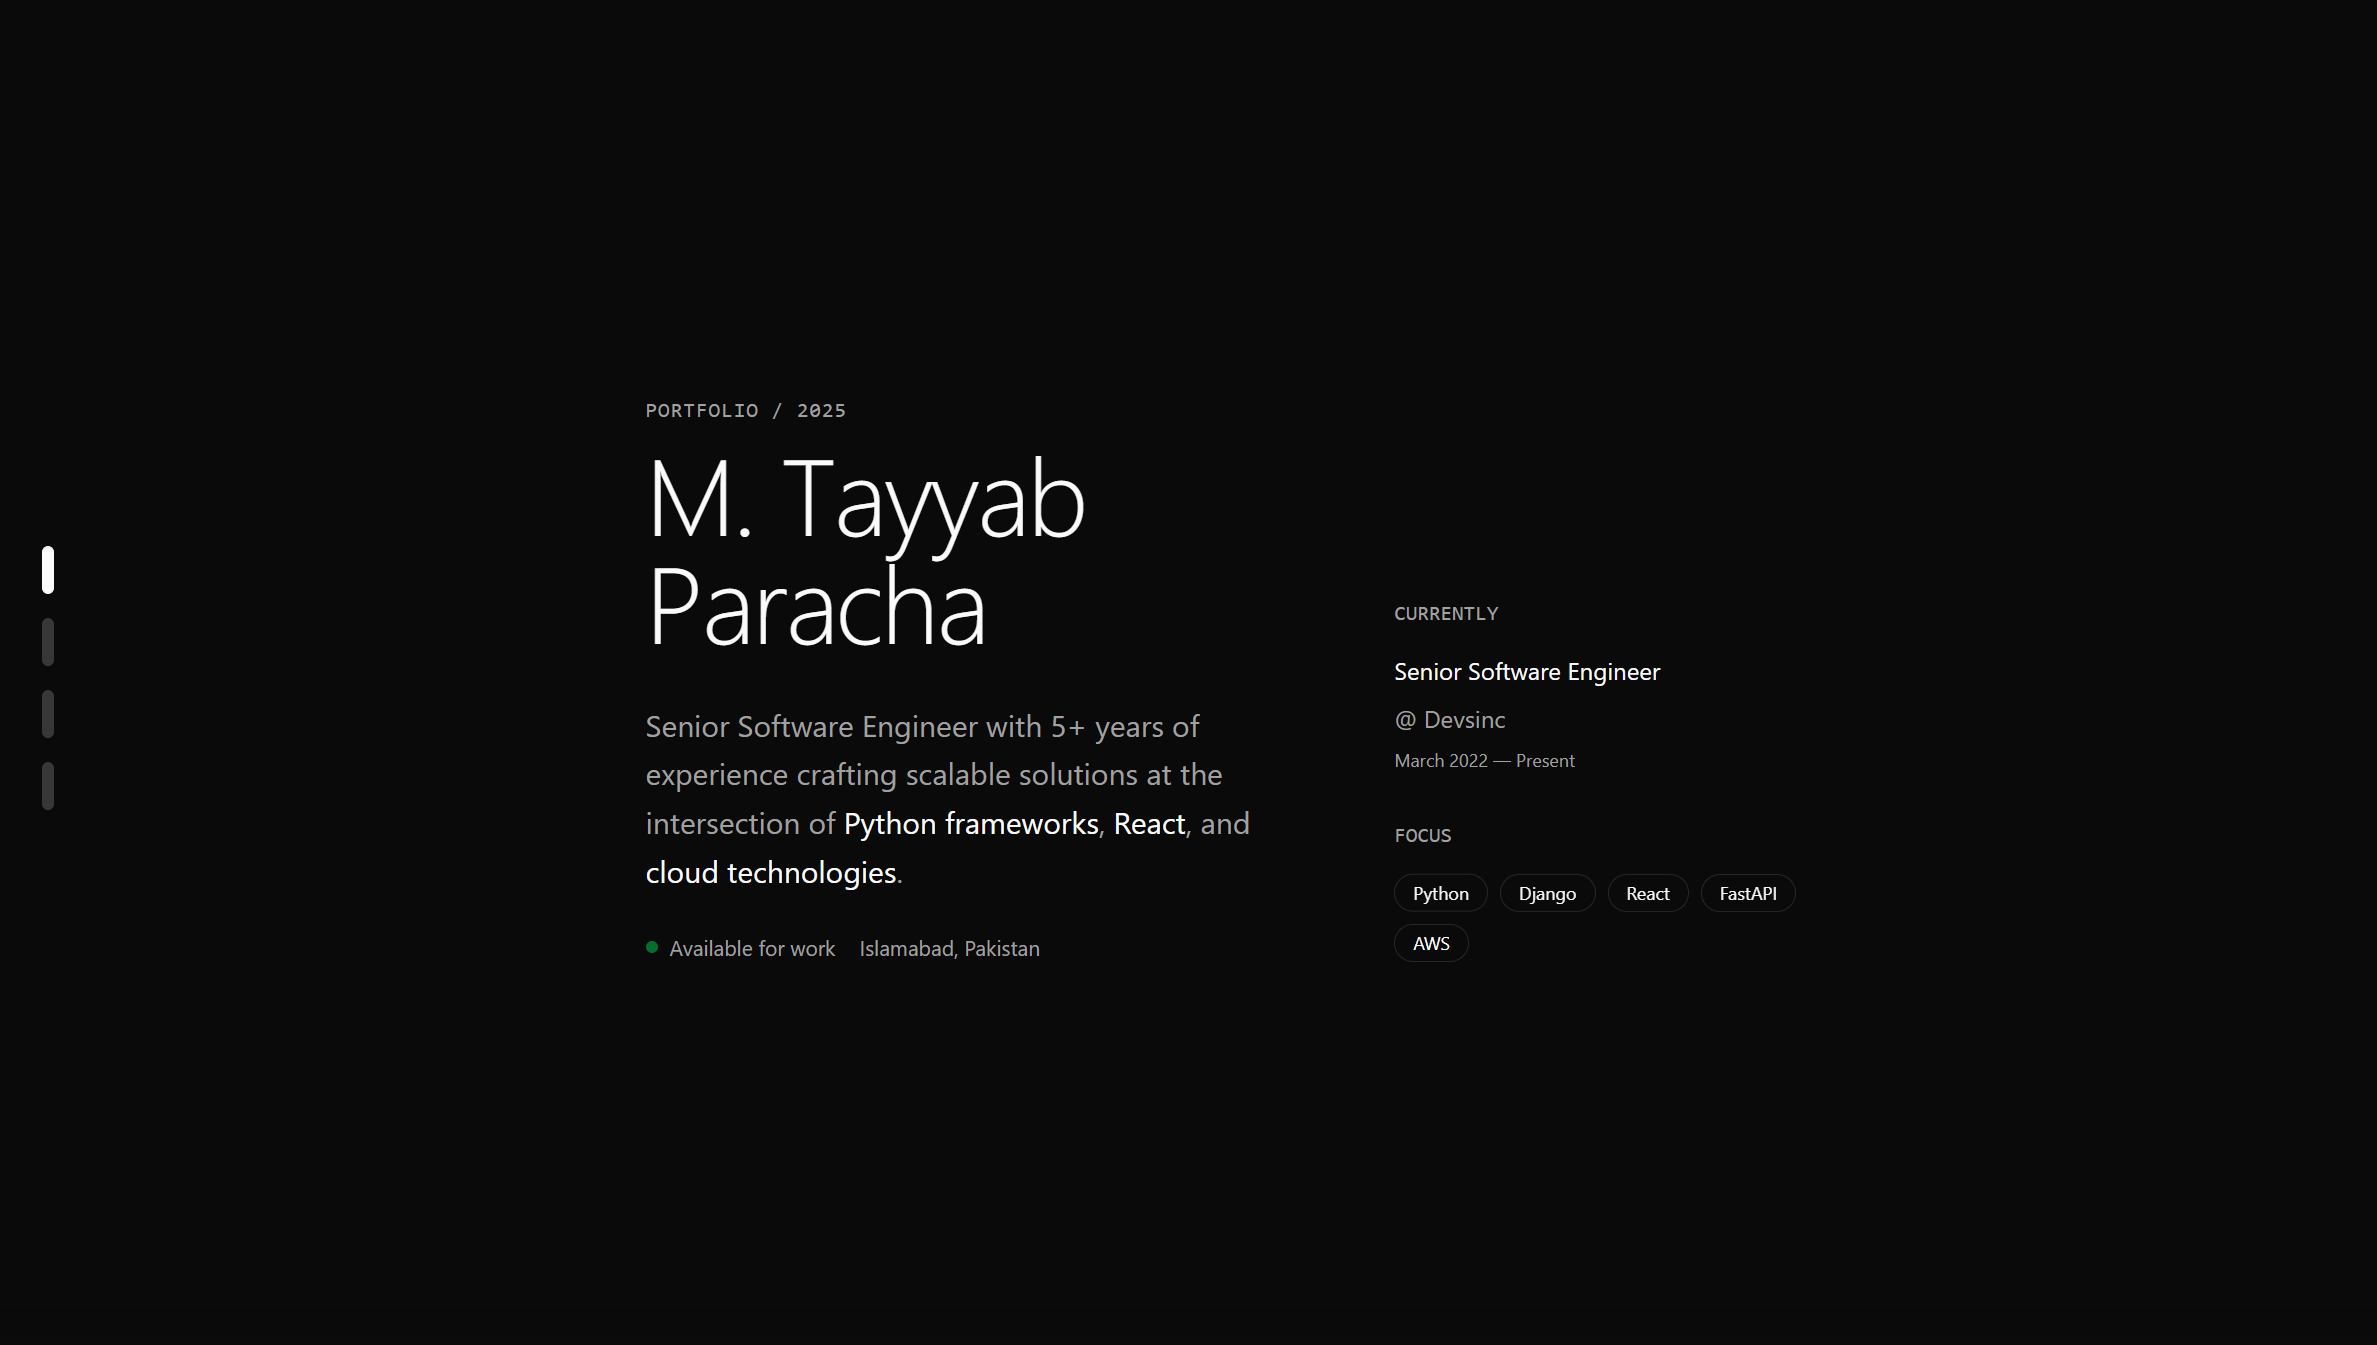 PORTFOLIO / 2025
M. Tayyab
Paracha
Senior Software Engineer with 5+ years of
experience crafting scalable solutions at the
intersection of Python frameworks, React, and
cloud technologies.
Available for work Islamabad, Pakistan
CURRENTLY
Senior Software Engineer
@ Devsinc
March 2022 — Present
FOCUS
Python Django React FastAPI
AWS